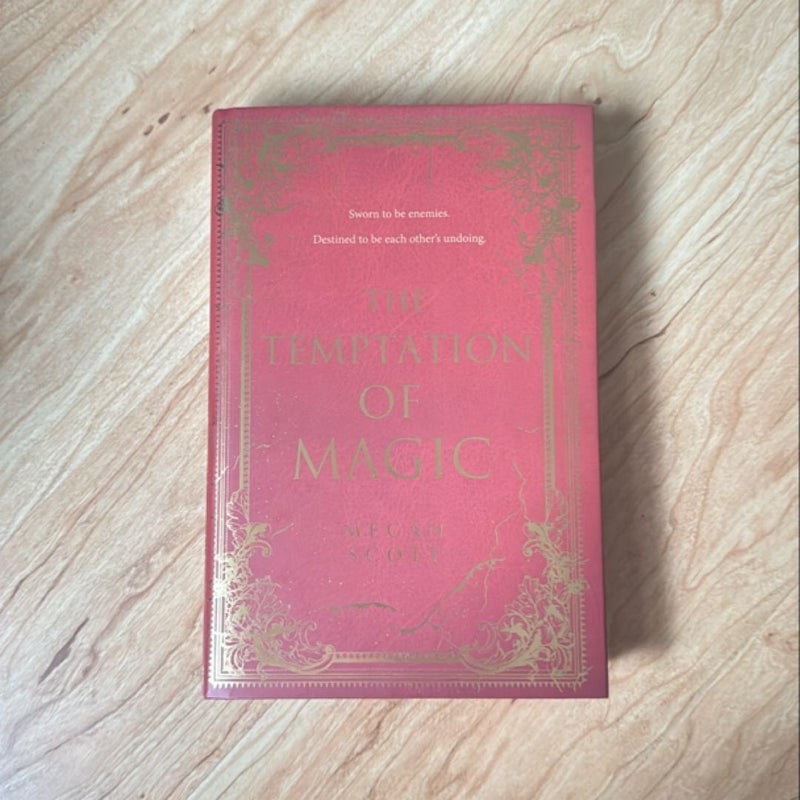 Sworn to be enemies.
Destined to be each other's undoing.
THE
TEMPTATION
OF
MAGIC
MEGAN
SCOTT